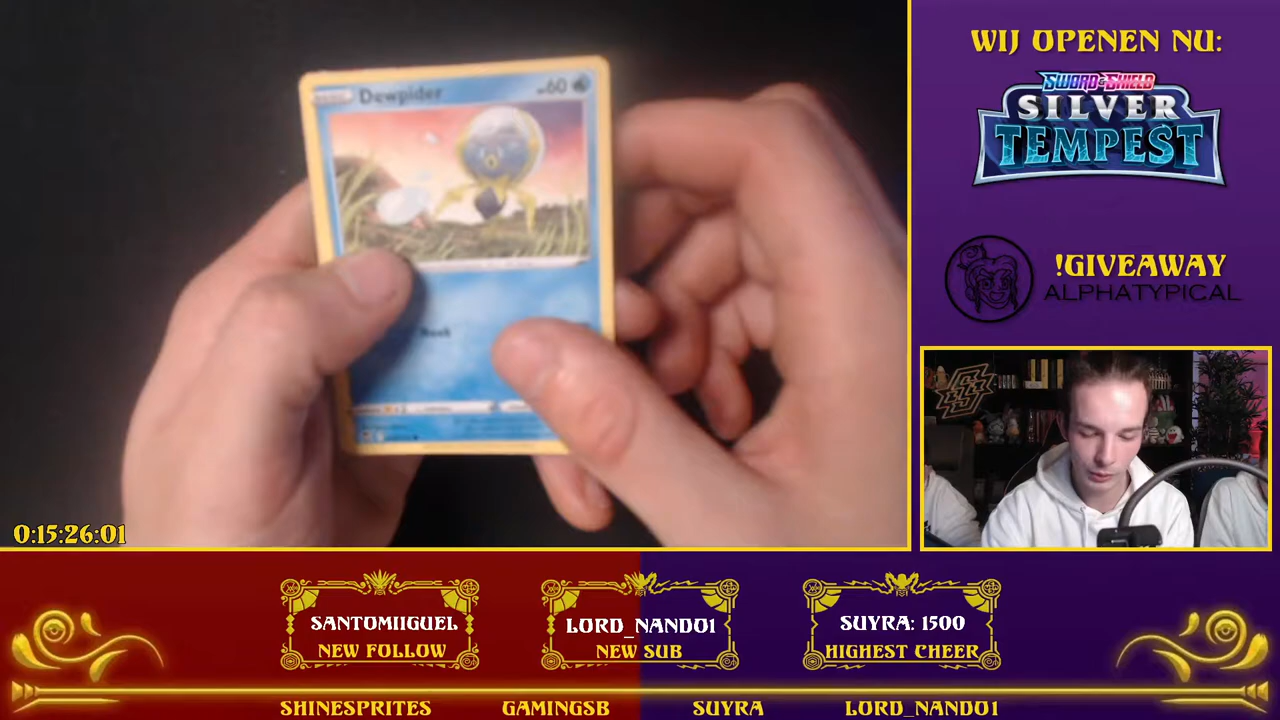 Dewpider
60
WIJ OPENEN NU:
SWORD & SHIELD
SILVER
TEMPEST
!GIVEAWAY
ALPHATYPICAL
0:15:26:01
SANTOMIIGUEL
NEW FOLLOW
LORD_NANDO1
NEW SUB
SUYRA: 1500
HIGHEST CHEER
SHINESPRITES
GAMINGSB
SUYRA
LORD_NANDO1